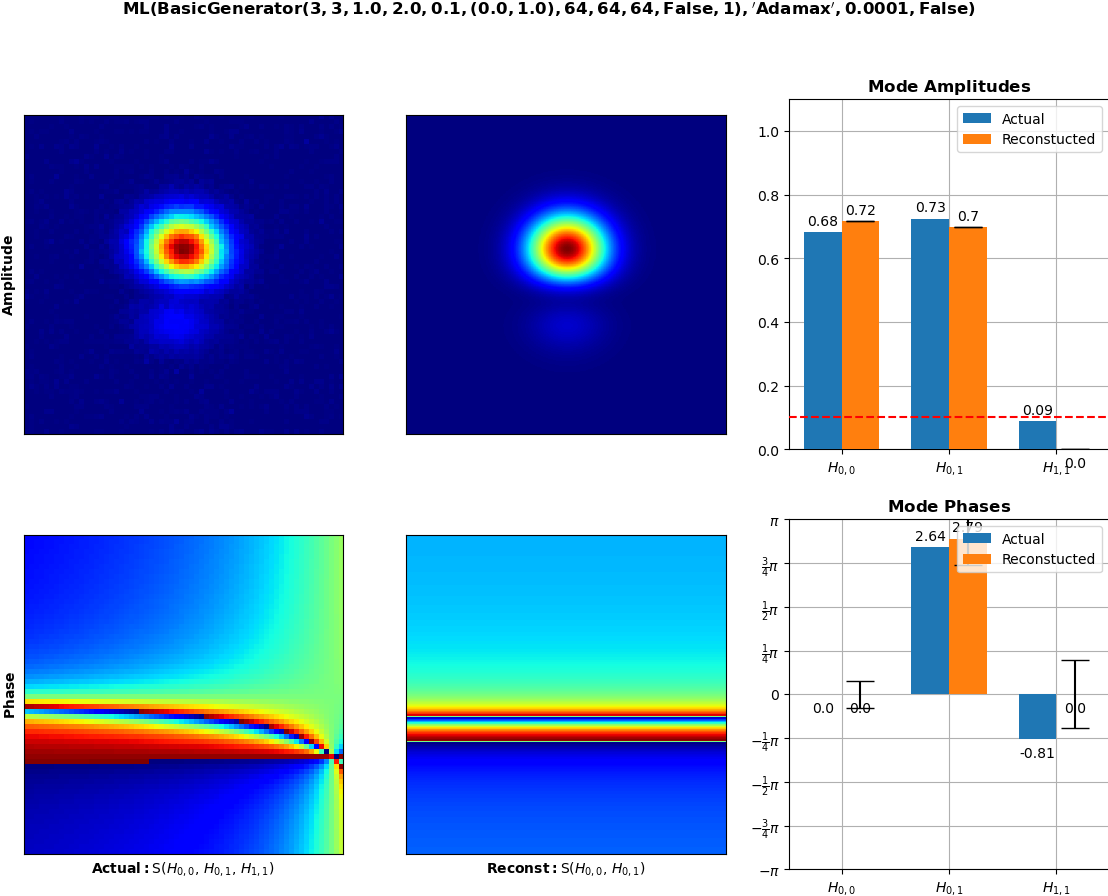 ML(BasicGenerator(3, 3, 1.0, 2.0, 0.1, (0.0, 1.0), 64, 64, 64, False, 1), ′Adamax′, 0.0001, False)
Mode Amplitudes
Amplitude
1.0
0.8
0.6
0.4
0.2
0.0
Actual
Reconstucted
0.68
0.72
0.73
0.7
0.09
0.0
H0,0
H0,1
H1,1
Mode Phases
Phase
π
3/4π
1/2π
1/4π
0
−1/4π
−1/2π
−3/4π
−π
Actual
Reconstucted
0.0
0.0
2.64
2.79
-0.81
0.0
H0,0
H0,1
H1,1
Actual: S(H0,0, H0,1, H1,1)
Reconst: S(H0,0, H0,1)